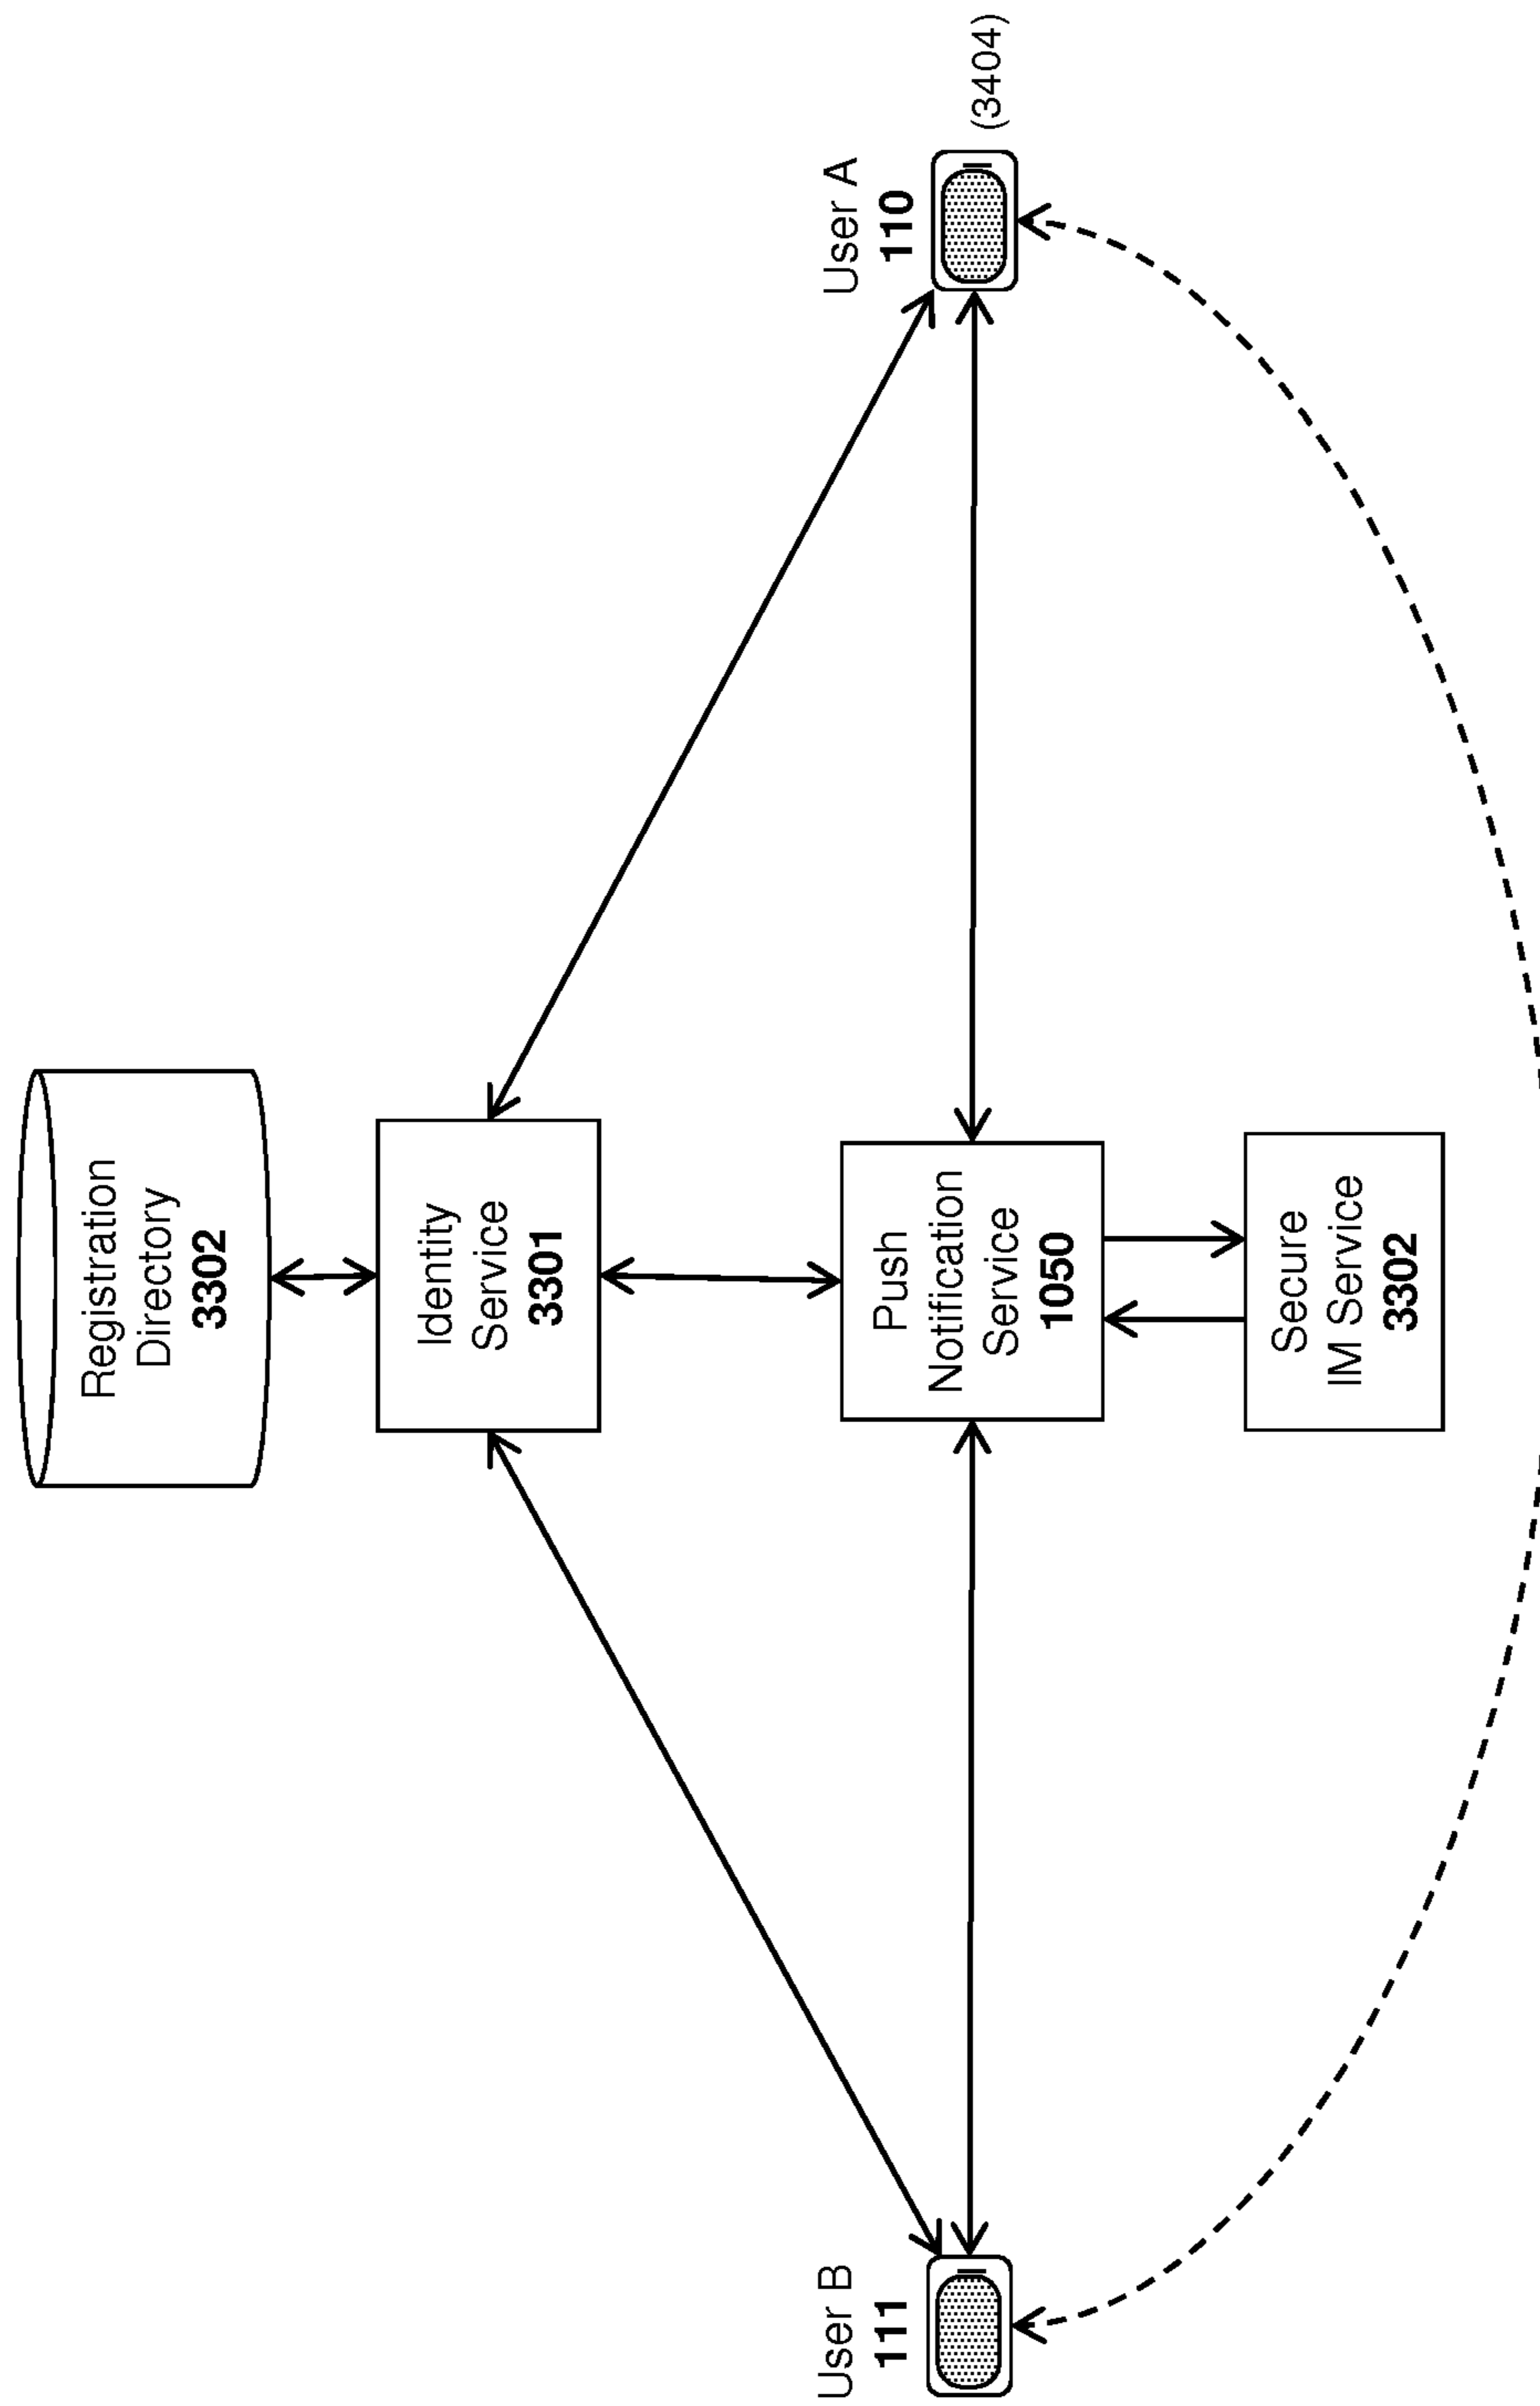 Registration
Directory
3302
Identity
Service
3301
User B
111
User A
110
(3404)
Push
Notification
Service
1050
Secure
IM Service
3302